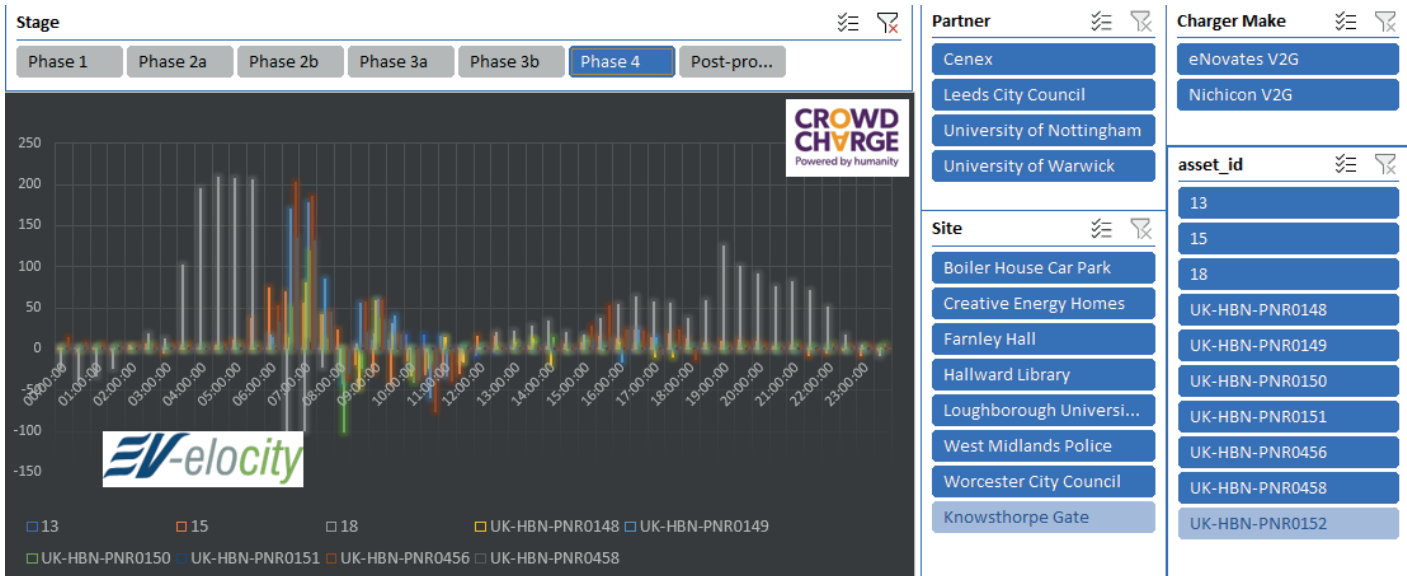 Stage
Phase 1 Phase 2a Phase 2b Phase 3a Phase 3b Phase 4 Post-pro...
CROWD
CHARGE
Powered by humanity
250
200
150
100
50
0
-50
-100
-150
00:00:00 01:00:00 02:00:00 03:00:00 04:00:00 05:00:00 06:00:00 07:00:00 08:00:00 09:00:00 10:00:00 11:00:00 12:00:00 13:00:00 14:00:00 15:00:00 16:00:00 17:00:00 18:00:00 19:00:00 20:00:00 21:00:00 22:00:00 23:00:00
EV-elocity
13 15 18 UK-HBN-PNR0148 UK-HBN-PNR0149
UK-HBN-PNR0150 UK-HBN-PNR0151 UK-HBN-PNR0456 UK-HBN-PNR0458
Partner
Cenex
Leeds City Council
University of Nottingham
University of Warwick
Site
Boiler House Car Park
Creative Energy Homes
Farnley Hall
Hallward Library
Loughborough Universi...
West Midlands Police
Worcester City Council
Knowsthorpe Gate
Charger Make
eNovates V2G
Nichicon V2G
asset_id
13
15
18
UK-HBN-PNR0148
UK-HBN-PNR0149
UK-HBN-PNR0150
UK-HBN-PNR0151
UK-HBN-PNR0456
UK-HBN-PNR0458
UK-HBN-PNR0152